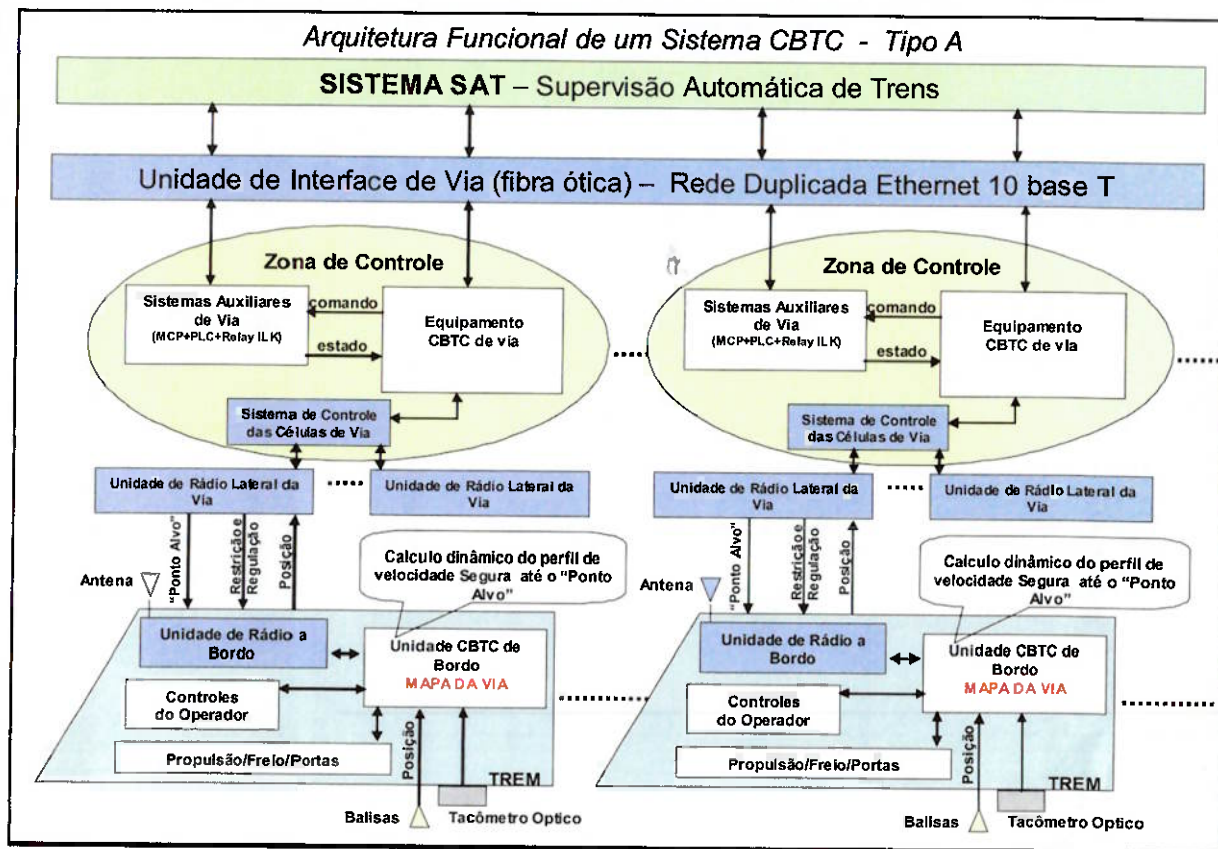 Arquitetura Funcional de um Sistema CBTC - Tipo A
SISTEMA SAT – Supervisão Automática de Trens
Unidade de Interface de Via (fibra ótica) – Rede Duplicada Ethernet 10 base T
Zona de Controle
Sistemas Auxiliares
de Via
(MCP+PLC+Relay ILK)
comando
estado
Equipamento
CBTC de via
Sistema de Controle
das Células de Via
Unidade de Rádio Lateral da
Via
Unidade de Rádio Lateral da
Via
"Ponto Alvo"
Restrição e
Regulação
Posição
Calculo dinâmico do perfil de
velocidade Segura até o "Ponto
Alvo"
Antena
Unidade de Rádio a
Bordo
Unidade CBTC de
Bordo
MAPA DA VIA
Controles
do Operador
Propulsão/Freio/Portas
Posição
TREM
Balisas
Tacômetro Optico
Zona de Controle
Sistemas Auxiliares
de Via
(MCP+PLC+Relay ILK)
comando
estado
Equipamento
CBTC de via
Sistema de Controle
das Células de Via
Unidade de Rádio Lateral da
Via
Unidade de Rádio Lateral da
Via
"Ponto Alvo"
Restrição e
Regulação
Posição
Calculo dinâmico do perfil de
velocidade Segura até o "Ponto
Alvo"
Antena
Unidade de Rádio a
Bordo
Unidade CBTC de
Bordo
MAPA DA VIA
Controles
do Operador
Propulsão/Freio/Portas
Posição
TREM
Balisas
Tacômetro Optico